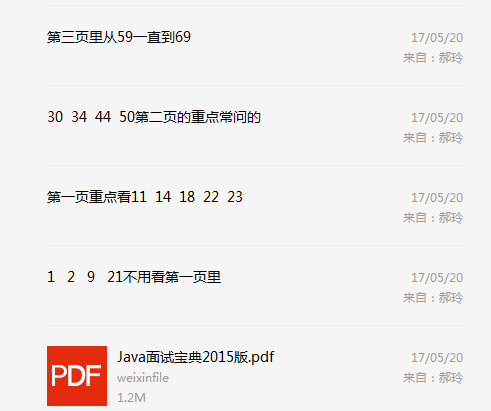 第三页里从59一直到69
17/05/20
来自：郝玲
30 34 44 50第二页的重点常问的
17/05/20
来自：郝玲
第一页重点看11 14 18 22 23
17/05/20
来自：郝玲
1 2 9 21不用看第一页里
17/05/20
来自：郝玲
PDF
Java面试宝典2015版.pdf
17/05/20
weixinfile
来自：郝玲
1.2M